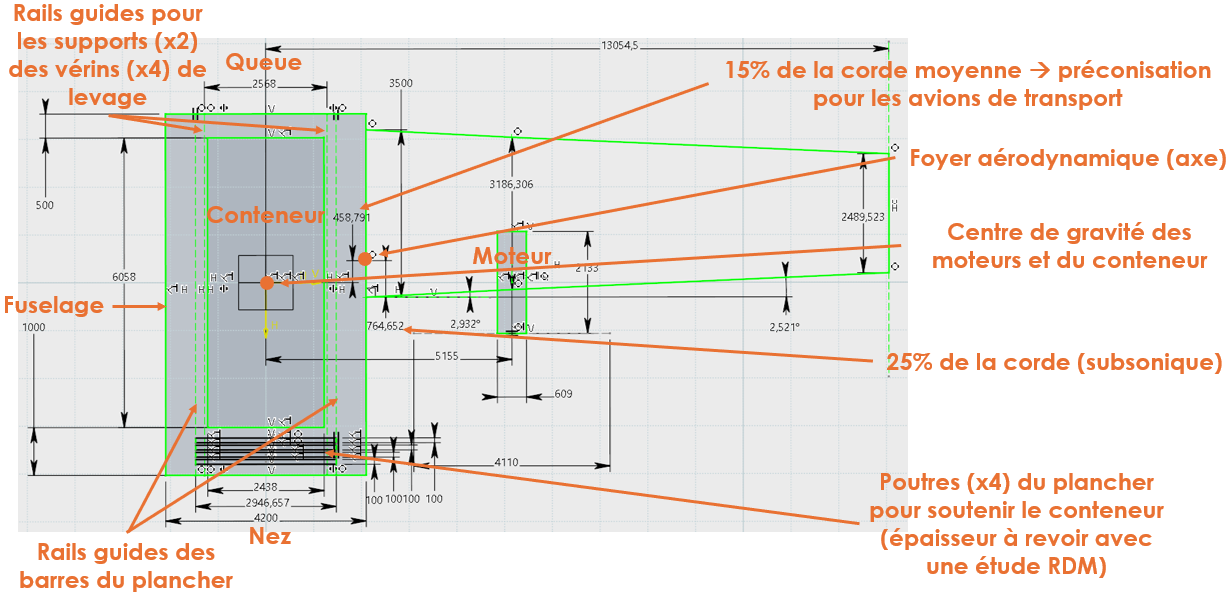 Rails guides pour
les supports (x2)
des vérins (x4) de
levage
Queue
2568
3500
13054,5
15% de la corde moyenne → préconisation
pour les avions de transport
Foyer aérodynamique (axe)
3186,306
2489,523
500
Conteneur
458,791
Moteur
2133
Centre de gravité des
moteurs et du conteneur
6058
Fuselage
1000
764,652
2,932°
2,521°
5155
25% de la corde (subsonique)
609
4110
2438
2946,657
4200
100
100
100
100
Nez
Poutres (x4) du plancher
pour soutenir le conteneur
(épaisseur à revoir avec
une étude RDM)
Rails guides des
barres du plancher